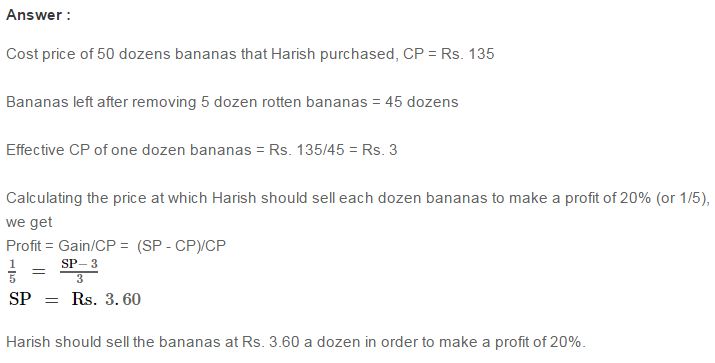 Answer :
Cost price of 50 dozens bananas that Harish purchased, CP = Rs. 135
Bananas left after removing 5 dozen rotten bananas = 45 dozens
Effective CP of one dozen bananas = Rs. 135/45 = Rs. 3
Calculating the price at which Harish should sell each dozen bananas to make a profit of 20% (or 1/5),
we get
Profit = Gain/CP =  (SP - CP)/CP
1/5 = (SP − 3)/3
SP = Rs. 3.60
Harish should sell the bananas at Rs. 3.60 a dozen in order to make a profit of 20%.